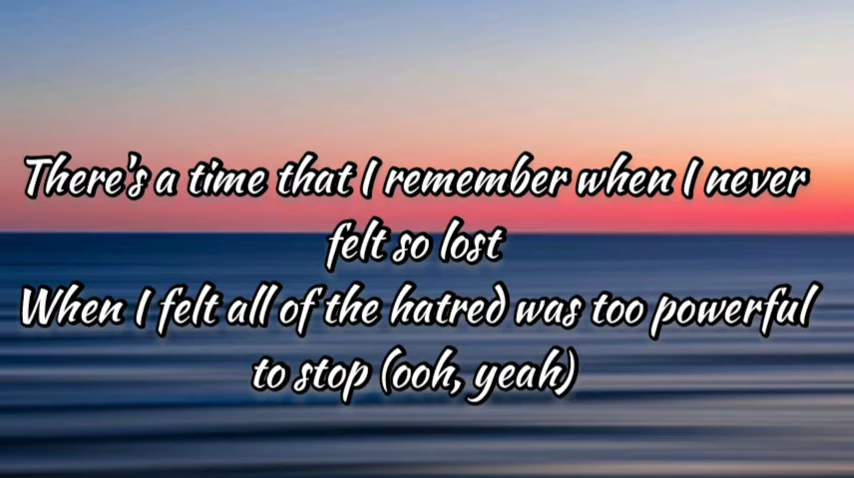 There's a time that I remember when I never
felt so lost
When I felt all of the hatred was too powerful
to stop (ooh, yeah)